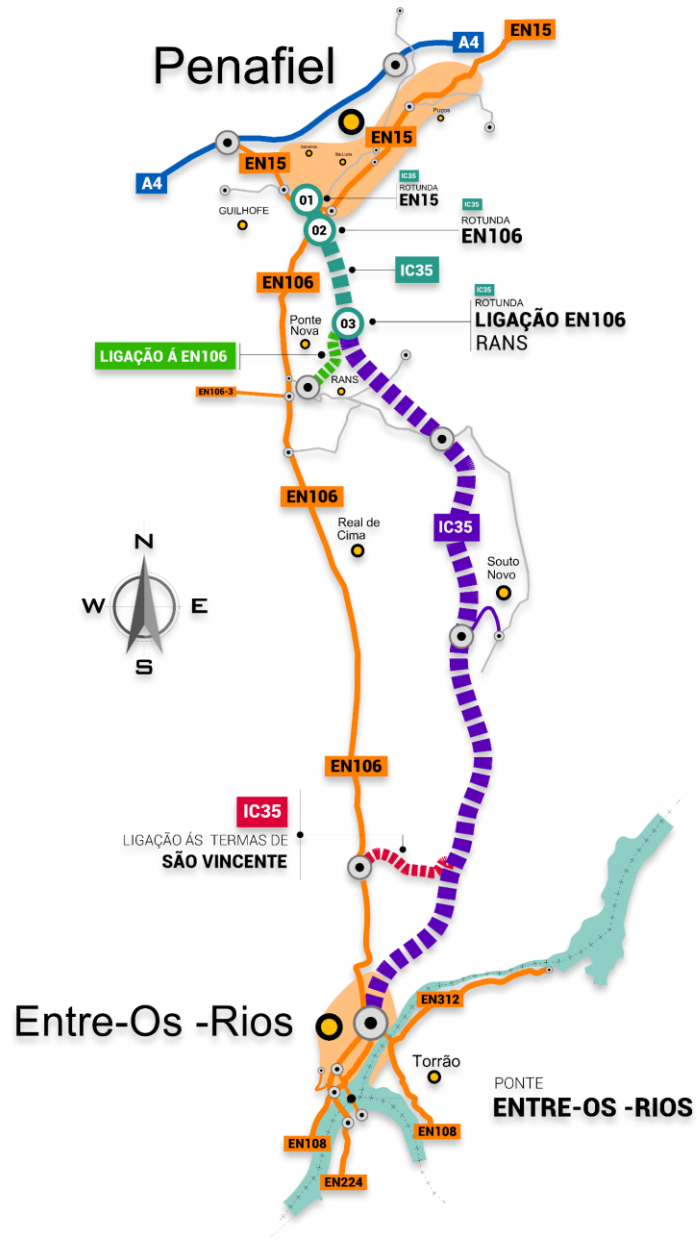 EN15
A4
Penafiel
Puços
EN15
EN15
A4
IC35
ROTUNDA
EN15
01
GUILHOFE
IC35
ROTUNDA
EN106
02
IC35
EN106
IC35
ROTUNDA
LIGAÇÃO EN106
RANS
Ponte
Nova
03
LIGAÇÃO Á EN106
RANS
EN106-3
EN106
Real de
Cima
IC35
Souto
Novo
N
W
E
S
EN106
IC35
LIGAÇÃO ÁS TERMAS DE
SÃO VINCENTE
EN312
Entre-Os -Rios
Torrão
PONTE
ENTRE-OS -RIOS
EN108
EN108
EN224